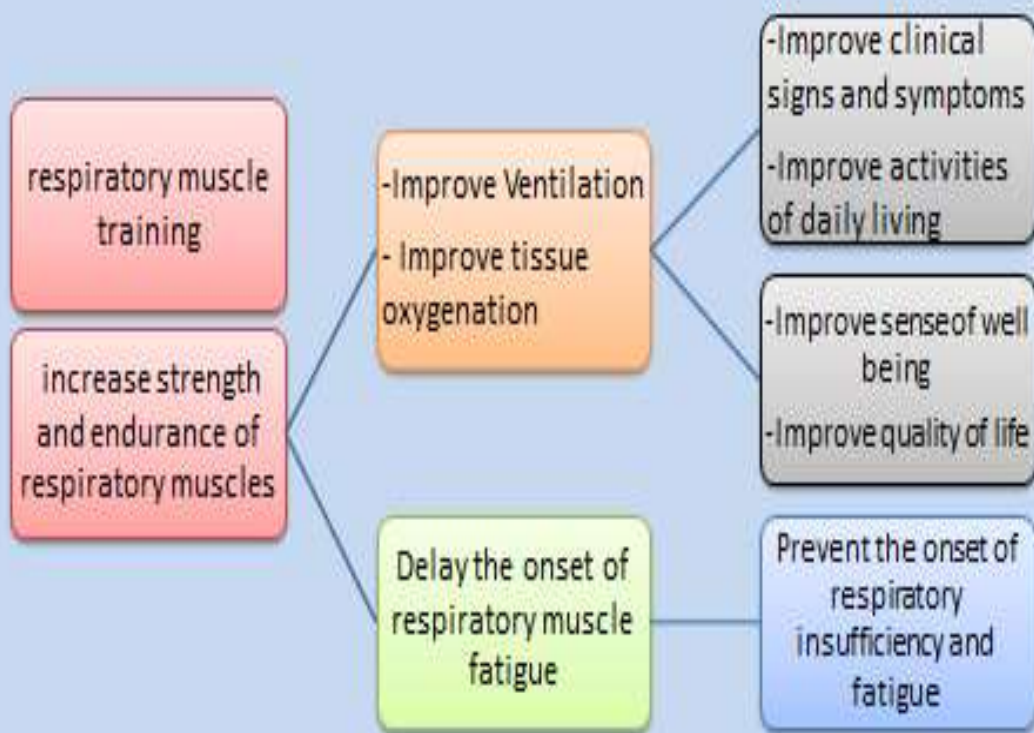 respiratory muscle
training
increase strength
and endurance of
respiratory muscles
-Improve Ventilation
- Improve tissue
oxygenation
Delay the onset of
respiratory muscle
fatigue
-Improve clinical
signs and symptoms
-Improve activities
of daily living
-Improve sense of well
being
-Improve quality of life
Prevent the onset of
respiratory
insufficiency and
fatigue